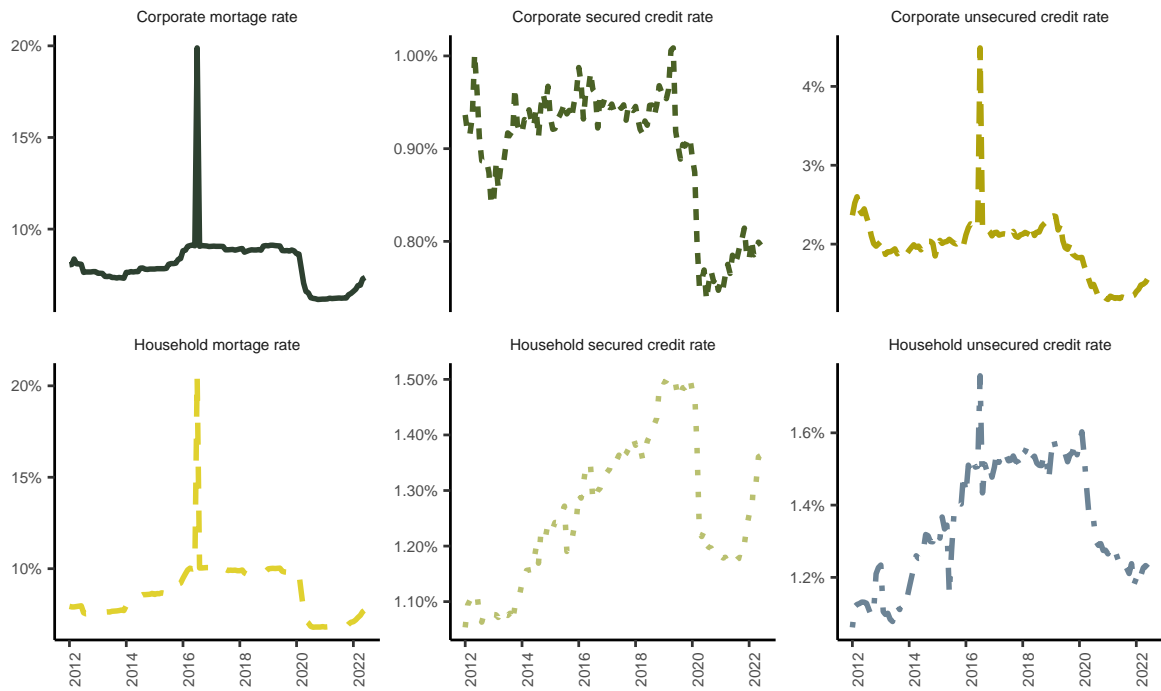 Corporate mortage rate
Corporate secured credit rate
Corporate unsecured credit rate
20%
15%
10%
1.00%
0.90%
0.80%
4%
3%
2%
Household mortage rate
Household secured credit rate
Household unsecured credit rate
20%
15%
10%
1.50%
1.40%
1.30%
1.20%
1.10%
1.6%
1.4%
1.2%
2012 2014 2016 2018 2020 2022
2012 2014 2016 2018 2020 2022
2012 2014 2016 2018 2020 2022